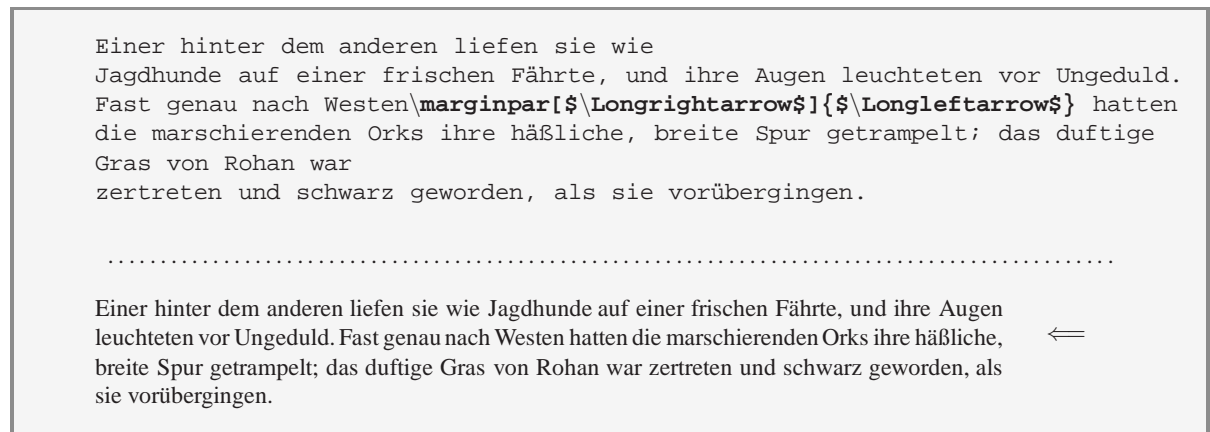 Einer hinter dem anderen liefen sie wie
Jagdhunde auf einer frischen Fährte, und ihre Augen leuchteten vor Ungeduld.
Fast genau nach Westen\marginpar[$\Longrightarrow$]{$\Longleftarrow$} hatten
die marschierenden Orks ihre häßliche, breite Spur getrampelt; das duftige
Gras von Rohan war
zertreten und schwarz geworden, als sie vorübergingen.
Einer hinter dem anderen liefen sie wie Jagdhunde auf einer frischen Fährte, und ihre Augen
leuchteten vor Ungeduld. Fast genau nach Westen hatten die marschierenden Orks ihre häßliche, ⟸
breite Spur getrampelt; das duftige Gras von Rohan war zertreten und schwarz geworden, als
sie vorübergingen.